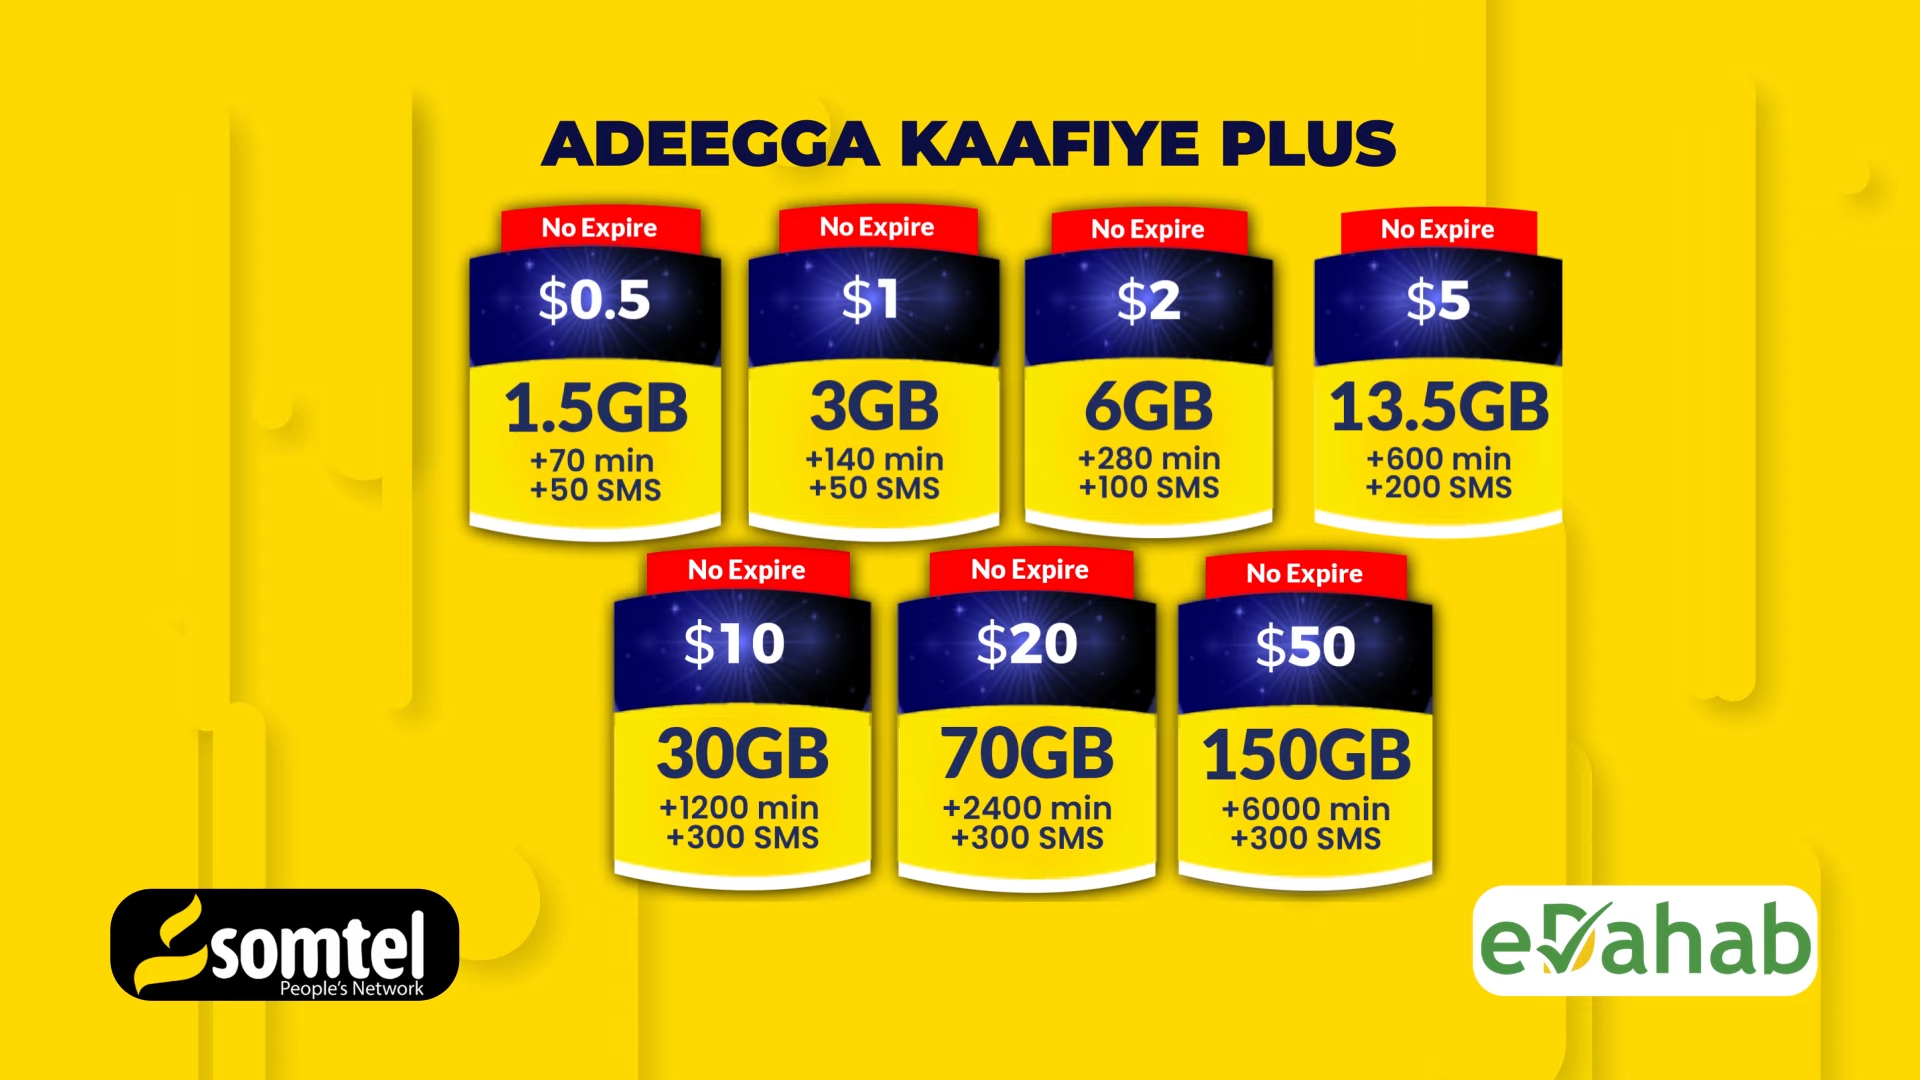 ADEEGGA KAAFIYE PLUS
No Expire
$0.5
1.5GB
+70 min
+50 SMS
No Expire
$1
3GB
+140 min
+50 SMS
No Expire
$2
6GB
+280 min
+100 SMS
No Expire
$5
13.5GB
+600 min
+200 SMS
No Expire
$10
30GB
+1200 min
+300 SMS
No Expire
$20
70GB
+2400 min
+300 SMS
No Expire
$50
150GB
+6000 min
+300 SMS
somtel
People's Network
eDahab